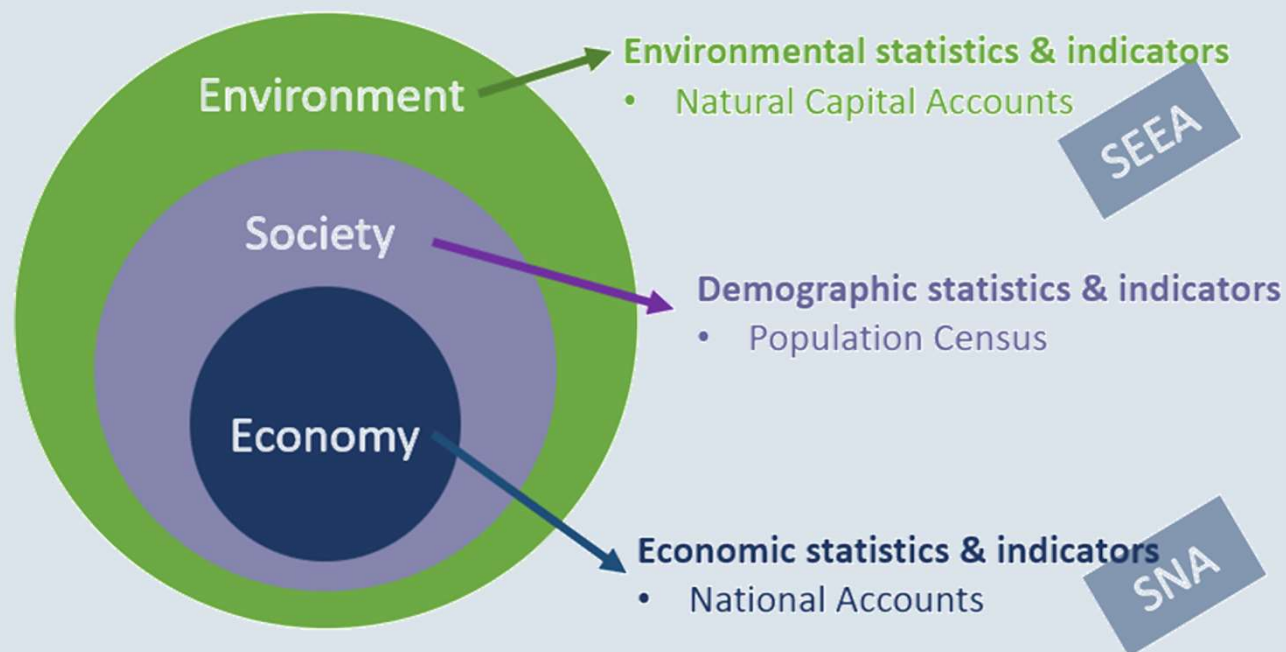 Environment
Environmental statistics & indicators
• Natural Capital Accounts
SEEA
Society
Demographic statistics & indicators
• Population Census
Economy
Economic statistics & indicators
• National Accounts
SNA